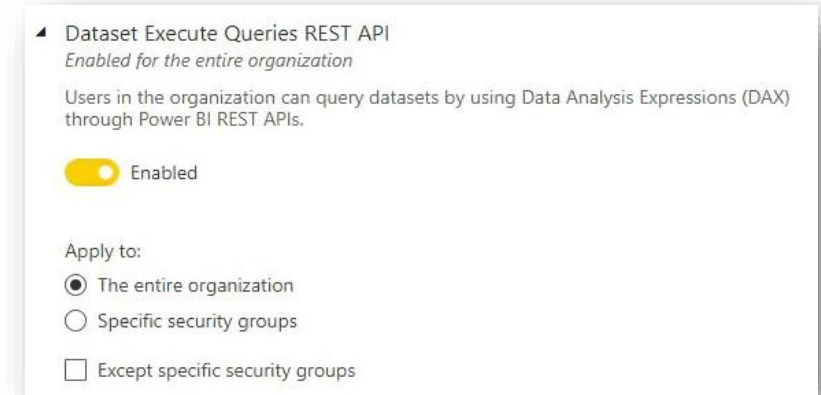 Dataset Execute Queries REST API
Enabled for the entire organization
Users in the organization can query datasets by using Data Analysis Expressions (DAX)
through Power BI REST APIs.
Enabled
Apply to:
The entire organization
Specific security groups
Except specific security groups